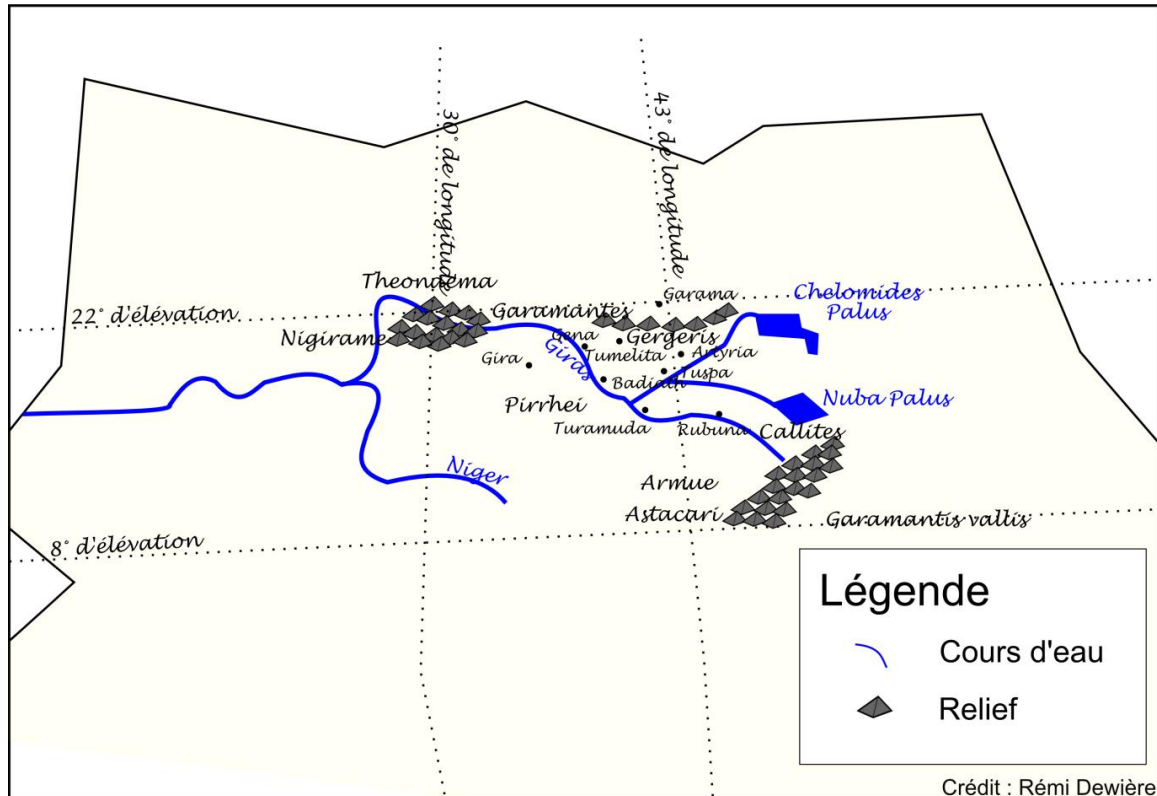 30° de longitude
43° de longitude
Theondema
Garama
Chelomides
Palus
22° d'élévation
Garamantes
Nigirame
Gena
Gergeris
Gira
Giras
Tumelita
Artyria
Tuspa
Badiath
Nuba Palus
Pirrhei
Turamuda
Rubuna
Callites
Niger
Armue
Astacari
Garamantis vallis
8° d'élévation
Légende
Cours d'eau
Relief
Crédit : Rémi Dewière